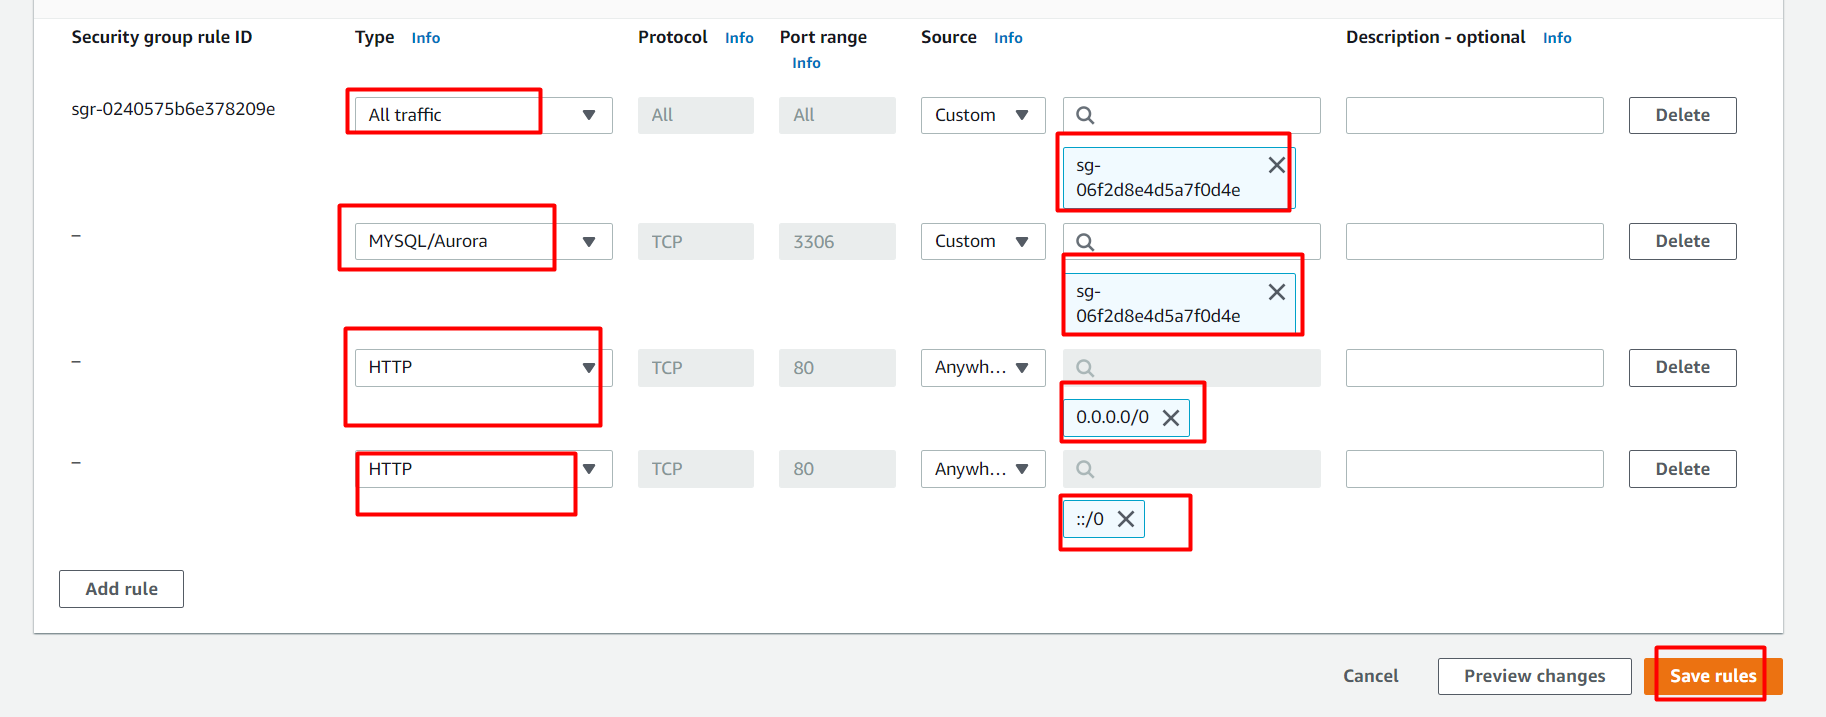 Security group rule ID Type Info Protocol Info Port range Source Info Description - optional Info
Info
sgr-0240575b6e378209e All traffic All All Custom Delete
sg-
06f2d8e4d5a7f0d4e
– MYSQL/Aurora TCP 3306 Custom Delete
sg-
06f2d8e4d5a7f0d4e
– HTTP TCP 80 Anywh... Delete
0.0.0.0/0
– HTTP TCP 80 Anywh... Delete
::/0
Add rule
Cancel Preview changes Save rules